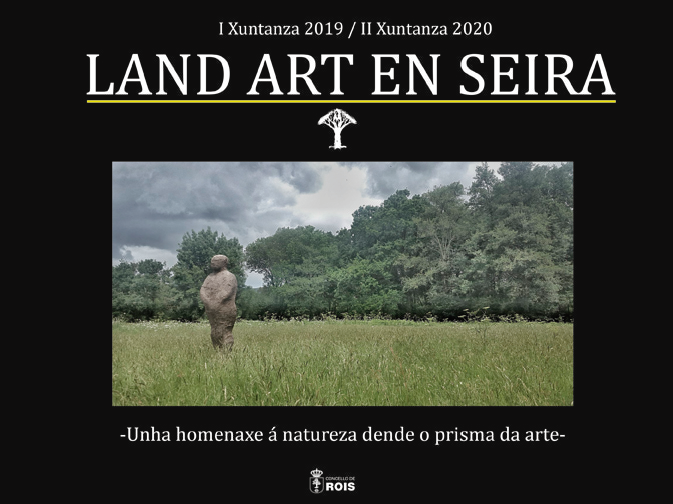 I Xuntanza 2019 / II Xuntanza 2020
LAND ART EN SEIRA
-Unha homenaxe á natureza dende o prisma da arte-
CONCELLO DE
ROIS